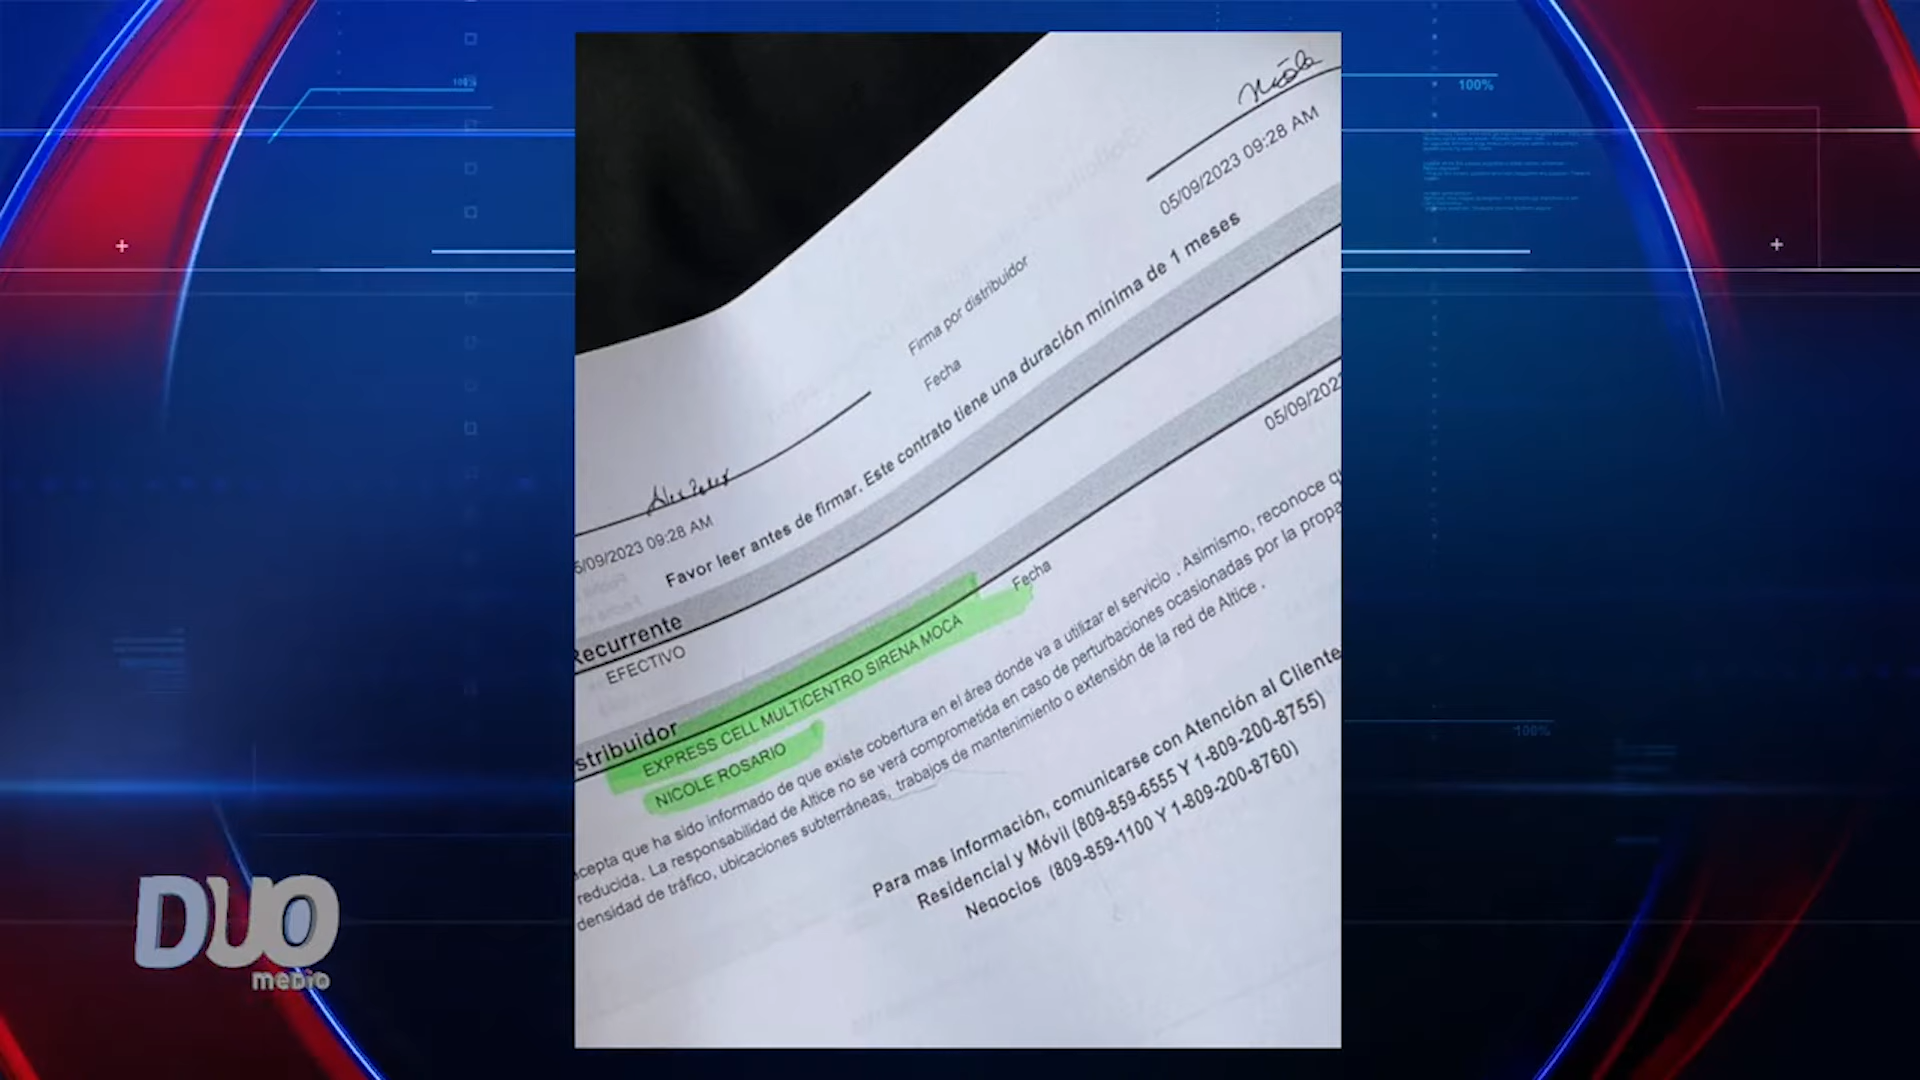 100%
100%
Nicole
05/09/2023 09:28 AM
Firma por distribuidor
Fecha
5/09/2023 09:28 AM
Favor leer antes de firmar. Este contrato tiene una duración mínima de 1 meses
Recurrente
EFECTIVO
stribuidor
05/09/202
EXPRESS CELL MULTICENTRO SIRENA MOCA
Fecha
NICOLE ROSARIO
acepta que ha sido informado de que existe cobertura en el área donde va a utilizar el servicio . Asimismo, reconoce qu
reducida. La responsabilidad de Altice no se verá comprometida en caso de perturbaciones ocasionadas por la propa
densidad de tráfico, ubicaciones subterráneas, trabajos de mantenimiento o extensión de la red de Altice .
Para mas información, comunicarse con Atención al Cliente
Residencial y Móvil (809-859-6555 Y 1-809-200-8755)
Negocios (809-859-1100 Y 1-809-200-8760)
100%
DUO
medio